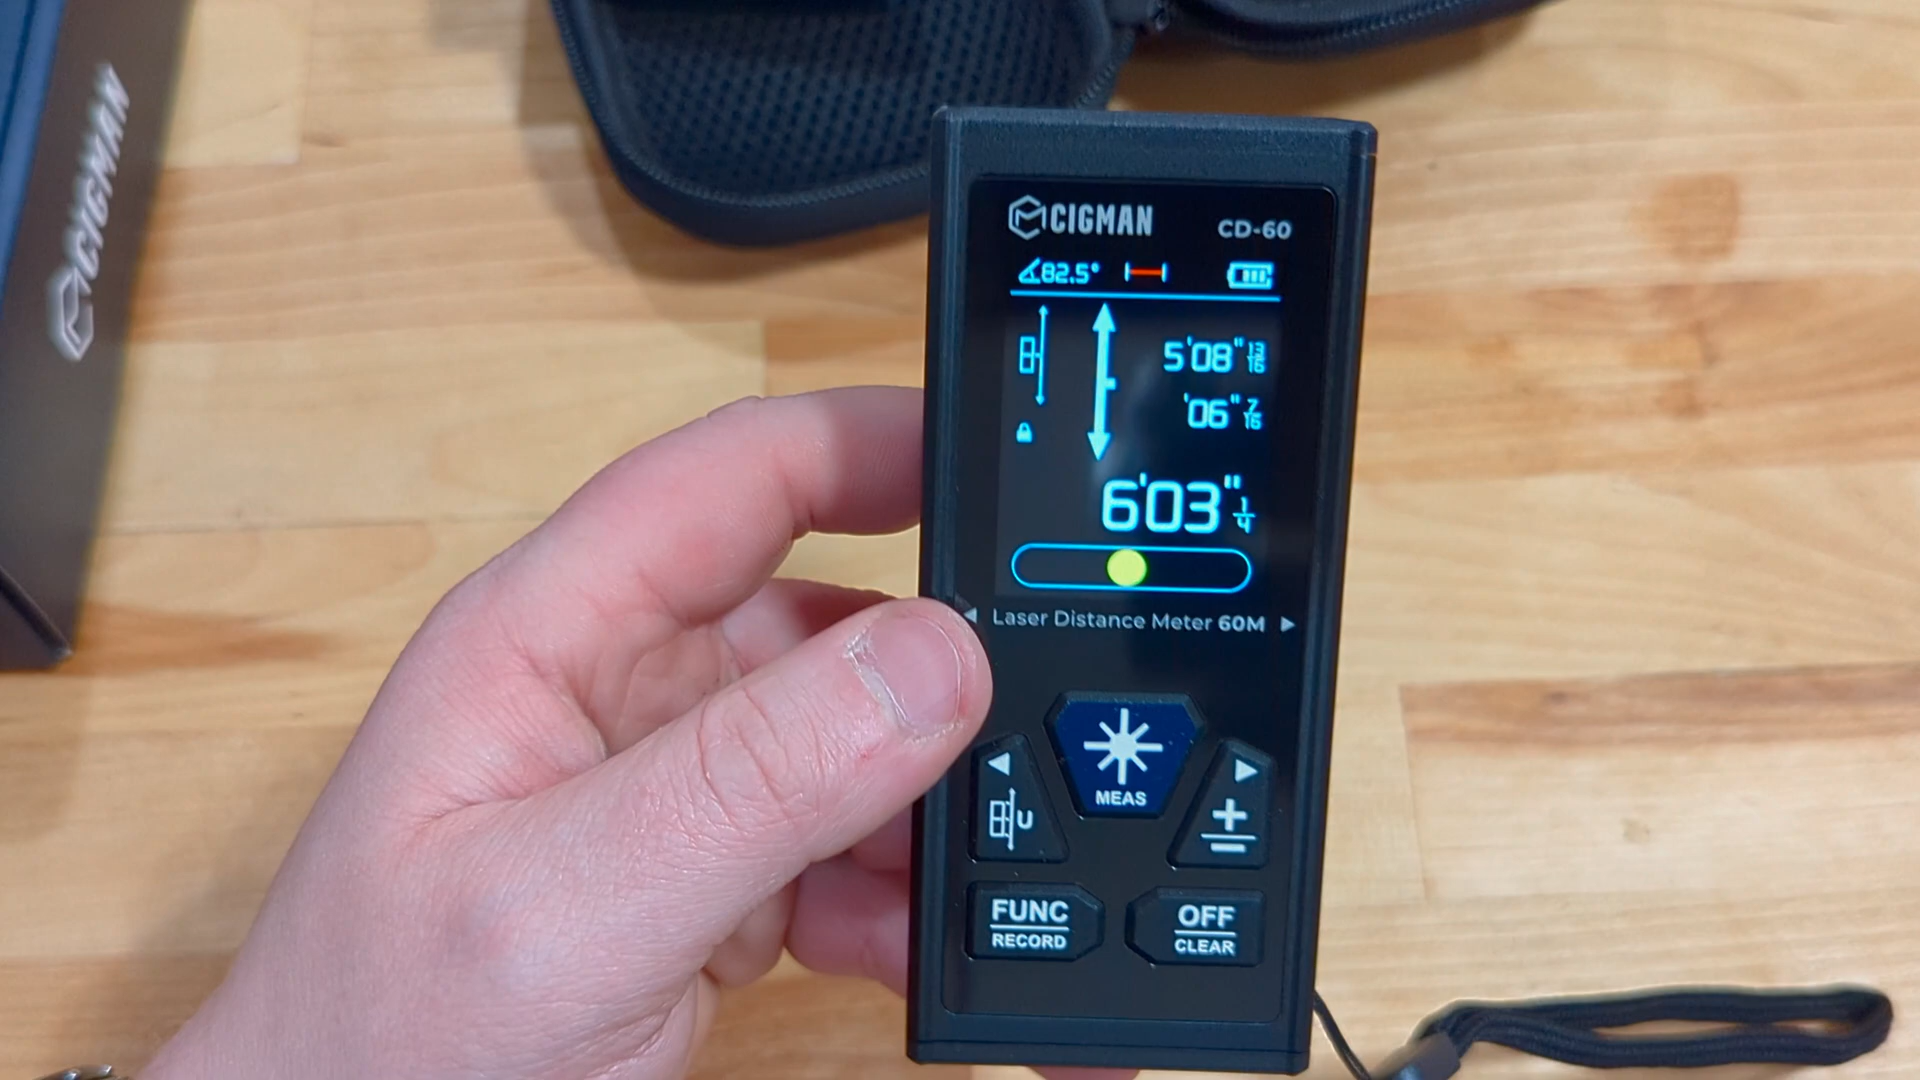 CIGMAN
CIGMAN CD-60
82.5°
5'08" 13/16
'06" 7/16
6'03" 1/4
◀ Laser Distance Meter 60M ▶
MEAS
U
FUNC
RECORD
OFF
CLEAR